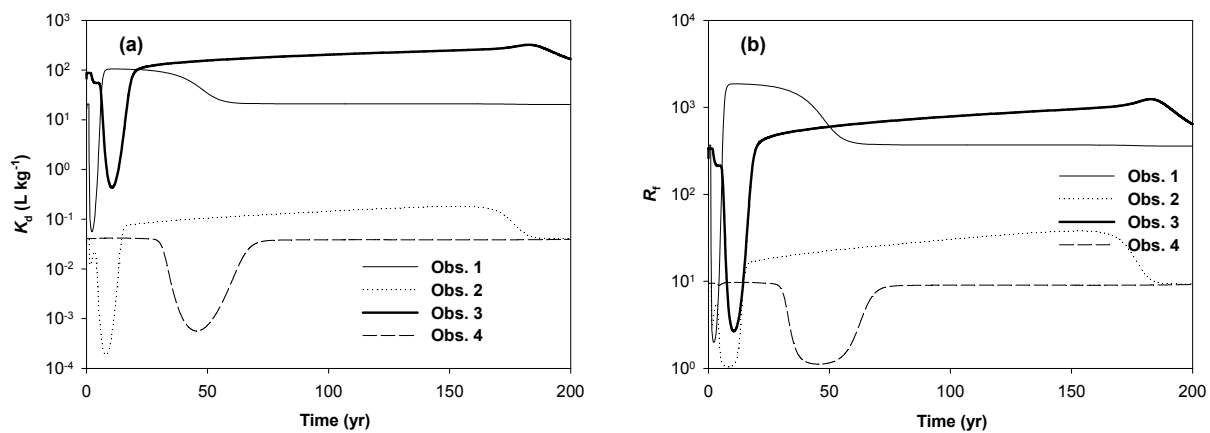 (a)
K_d (L kg⁻¹)
10³
10²
10¹
10⁰
10⁻¹
10⁻²
10⁻³
10⁻⁴
Obs. 1
Obs. 2
Obs. 3
Obs. 4
0 50 100 150 200
Time (yr)
(b)
R_f
10⁴
10³
10²
10¹
10⁰
Obs. 1
Obs. 2
Obs. 3
Obs. 4
0 50 100 150 200
Time (yr)